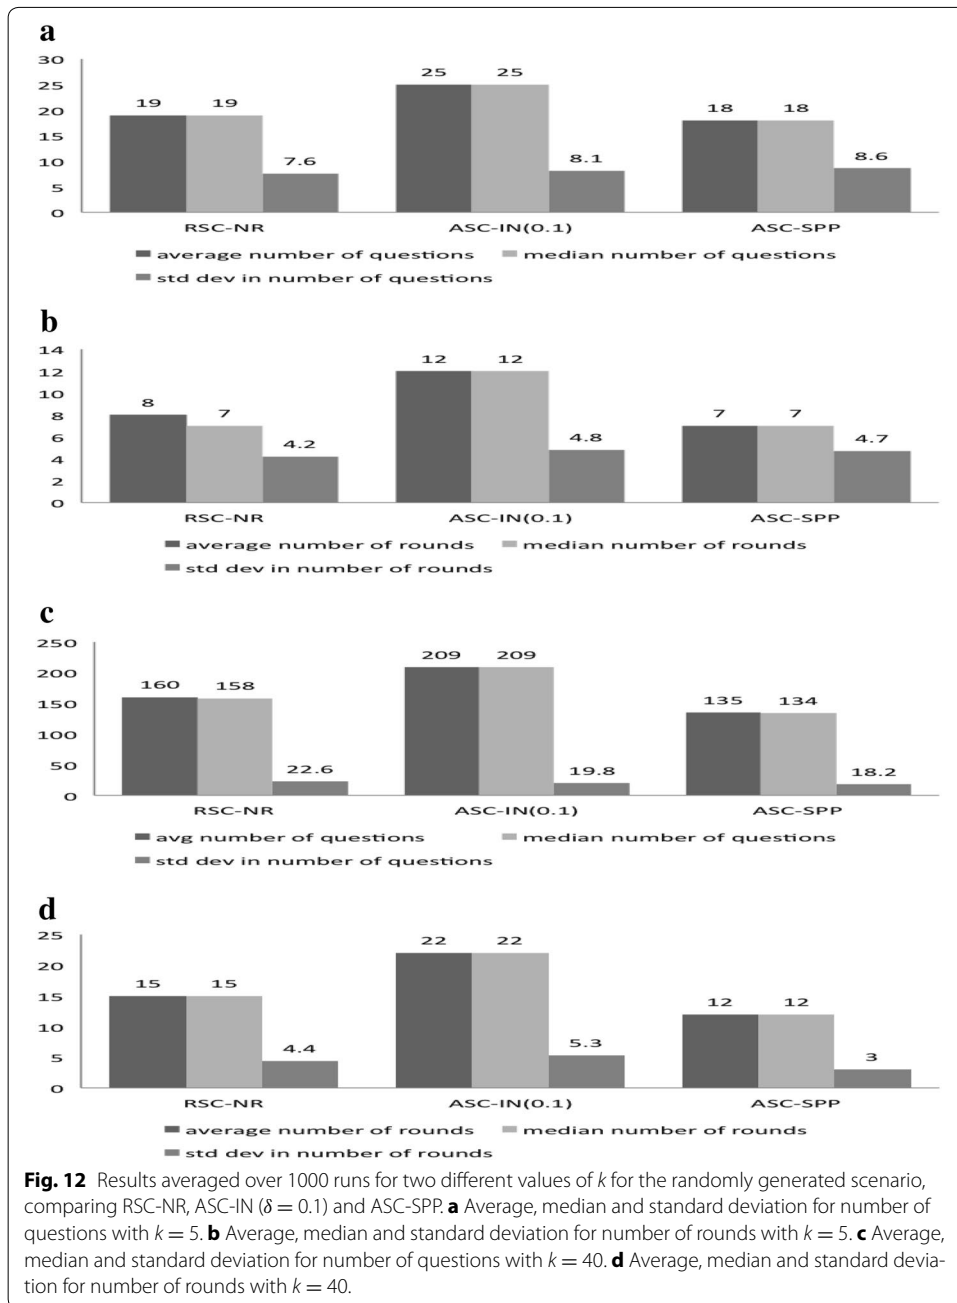 a
30
25
20
15
10
5
0
19 19 7.6 25 25 8.1 18 18 8.6
RSC-NR ASC-IN(0.1) ASC-SPP
average number of questions median number of questions
std dev in number of questions
b
14
12
10
8
6
4
2
0
8 7 4.2 12 12 4.8 7 7 4.7
RSC-NR ASC-IN(0.1) ASC-SPP
average number of rounds median number of rounds
std dev in number of rounds
c
250
200
150
100
50
0
160 158 22.6 209 209 19.8 135 134 18.2
RSC-NR ASC-IN(0.1) ASC-SPP
avg number of questions median number of questions
std dev in number of questions
d
25
20
15
10
5
0
15 15 4.4 22 22 5.3 12 12 3
RSC-NR ASC-IN(0.1) ASC-SPP
average number of rounds median number of rounds
std dev in number of rounds
Fig. 12 Results averaged over 1000 runs for two different values of k for the randomly generated scenario,
comparing RSC-NR, ASC-IN (δ = 0.1) and ASC-SPP. a Average, median and standard deviation for number of
questions with k = 5. b Average, median and standard deviation for number of rounds with k = 5. c Average,
median and standard deviation for number of questions with k = 40. d Average, median and standard devia-
tion for number of rounds with k = 40.